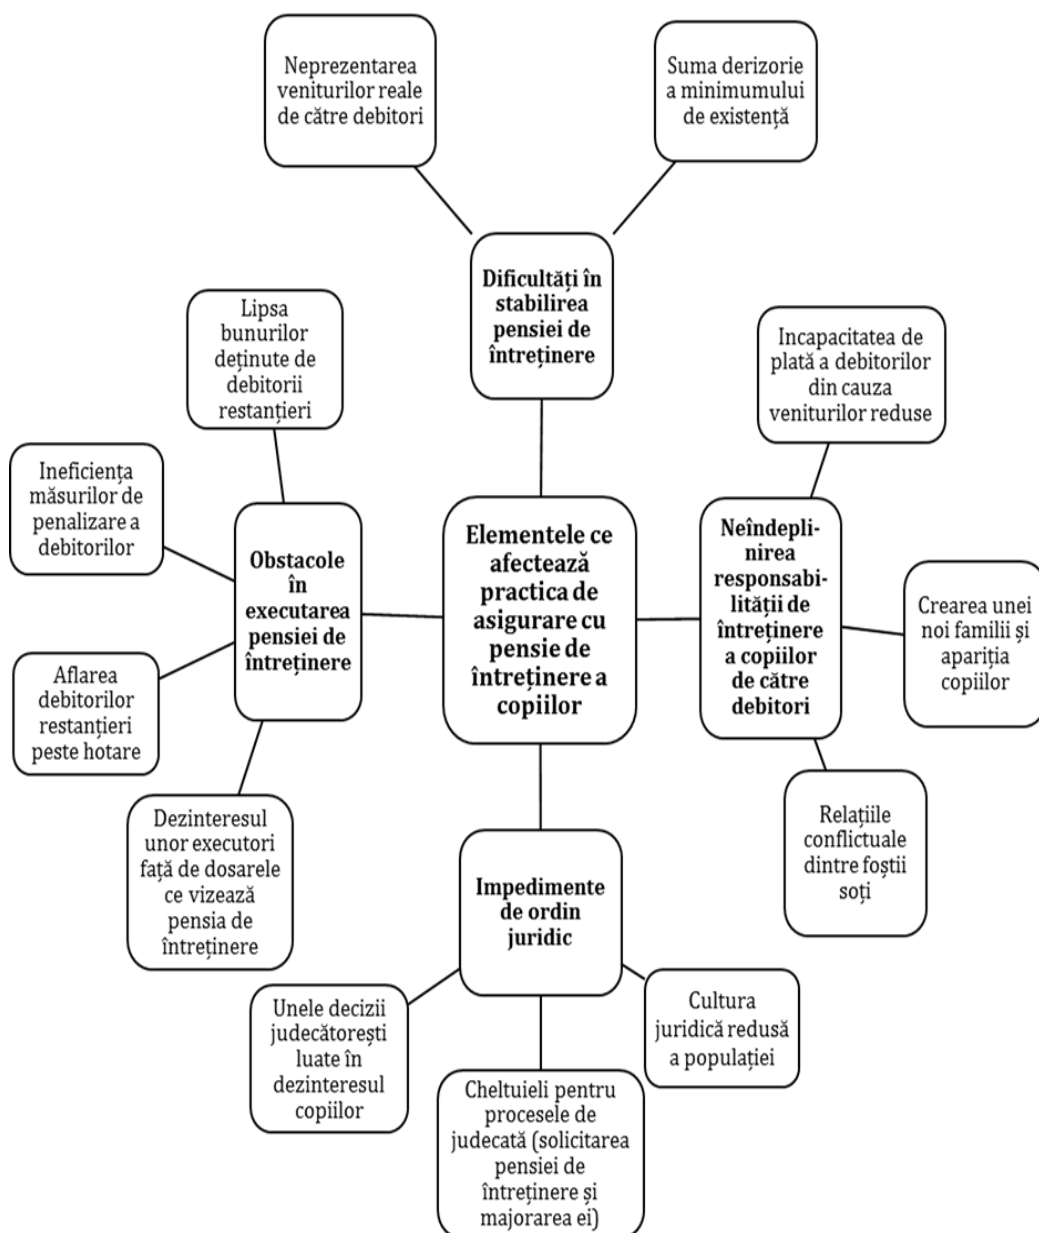 Neprezentarea
veniturilor reale
de către debitori
Suma derizorie
a minimumului
de existență
Dificultăți în
stabilirea
pensiei de
întreținere
Lipsa
bunurilor
deținute de
debitorii
restanțieri
Incapacitatea de
plată a debitorilor
din cauza
veniturilor reduse
Ineficiența
măsurilor de
penalizare a
debitorilor
Obstacole
în
executarea
pensiei de
întreținere
Elementele ce
afectează
practica de
asigurare cu
pensie de
întreținere a
copiilor
Neîndepli-
nirea
responsabi-
lității de
întreținere
a copiilor
de către
debitori
Crearea unei
noi familii și
apariția
copiilor
Aflarea
debitorilor
restanțieri
peste hotare
Dezinteresul
unor executori
față de dosarele
ce vizează
pensia de
întreținere
Relațiile
conflictuale
dintre foștii
soți
Impedimente
de ordin
juridic
Unele decizii
judecătorești
luate în
dezinteresul
copiilor
Cheltuieli pentru
procesele de
judecată (solicitarea
pensiei de
întreținere și
majorarea ei)
Cultura
juridică redusă
a populației